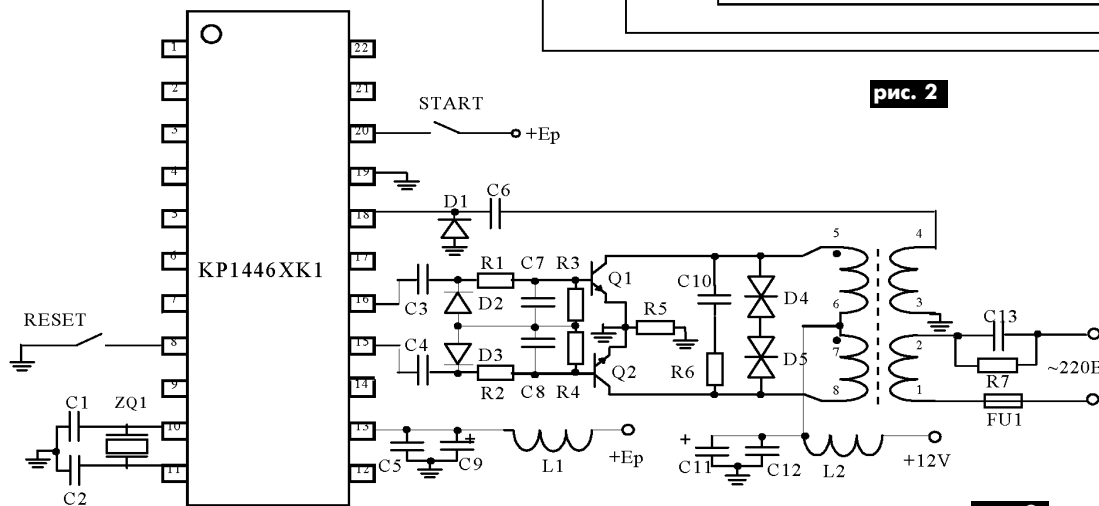 рис. 2
KP1446XK1
1
2
3
4
5
6
7
8
9
10
11
22
21
20
19
18
17
16
15
14
13
12
START
+Ep
RESET
C1
ZQ1
C2
D1
C6
C3
D2
R1
C7
R3
Q1
C4
D3
R2
C8
R4
Q2
R5
C10
R6
D4
D5
5
6
7
8
4
3
2
1
C13
R7
~220В
FU1
C5
C9
L1
+Ep
C11
C12
L2
+12V